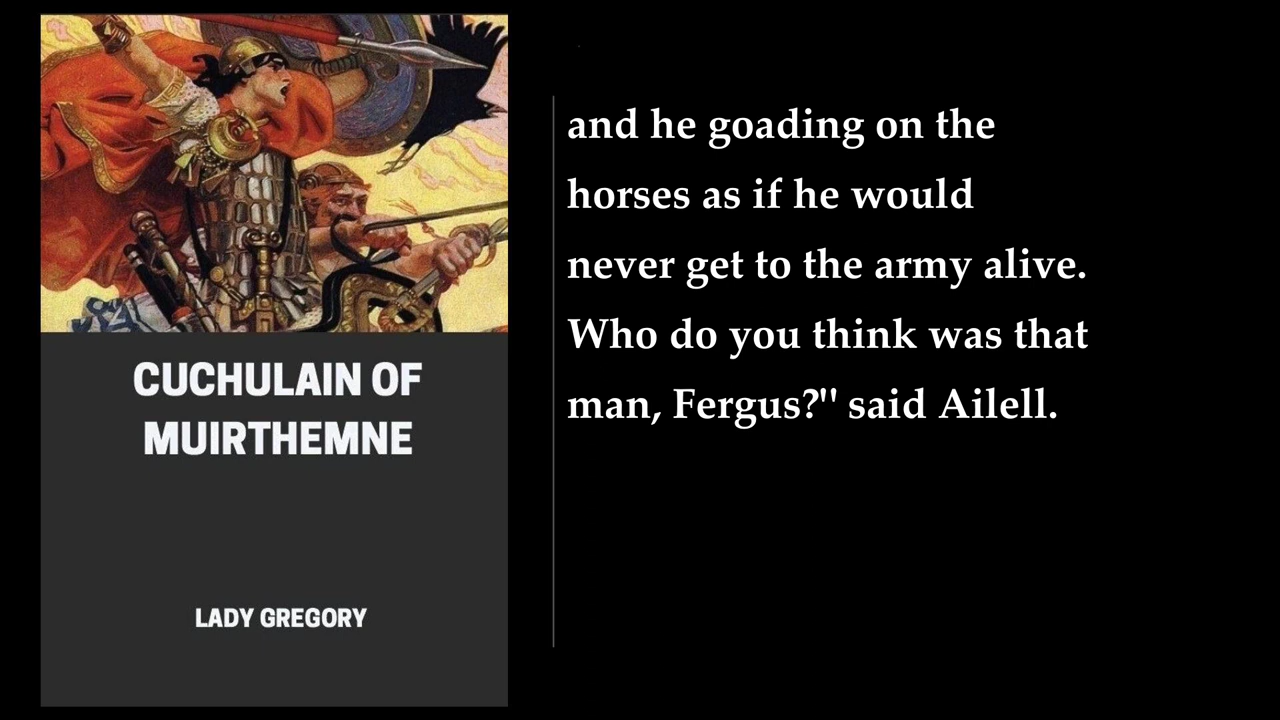 CUCHULAIN OF
MUIRTHEMNE
LADY GREGORY
and he goading on the
horses as if he would
never get to the army alive.
Who do you think was that
man, Fergus?" said Ailell.